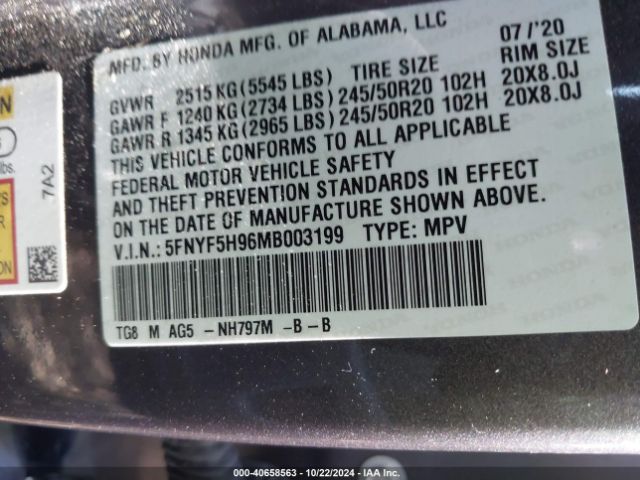 MFD. BY HONDA MFG. OF ALABAMA, LLC 07/'20
GVWR 2515 KG (5545 LBS) TIRE SIZE RIM SIZE
GAWR F 1240 KG (2734 LBS) 245/50R20 102H 20X8.0J
GAWR R 1345 KG (2965 LBS) 245/50R20 102H 20X8.0J
THIS VEHICLE CONFORMS TO ALL APPLICABLE
FEDERAL MOTOR VEHICLE SAFETY
AND THEFT PREVENTION STANDARDS IN EFFECT
ON THE DATE OF MANUFACTURE SHOWN ABOVE.
V.I.N.: 5FNYF5H96MB003199 TYPE: MPV
TG8 M AG5 -NH797M -B -B
7A2
lbs.
000-40658563 - 10/22/2024 - IAA Inc.